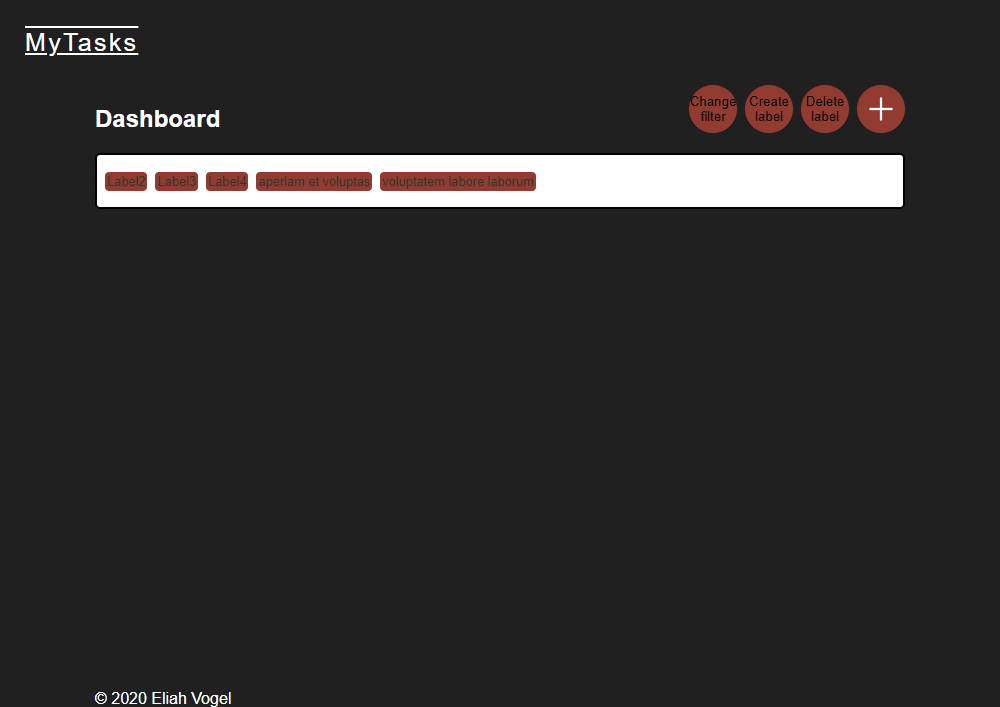 MyTasks
Dashboard
Change
filter
Create
label
Delete
label
Label2 Label3 Label4 aperiam et voluptas voluptatem labore laborum
© 2020 Eliah Vogel